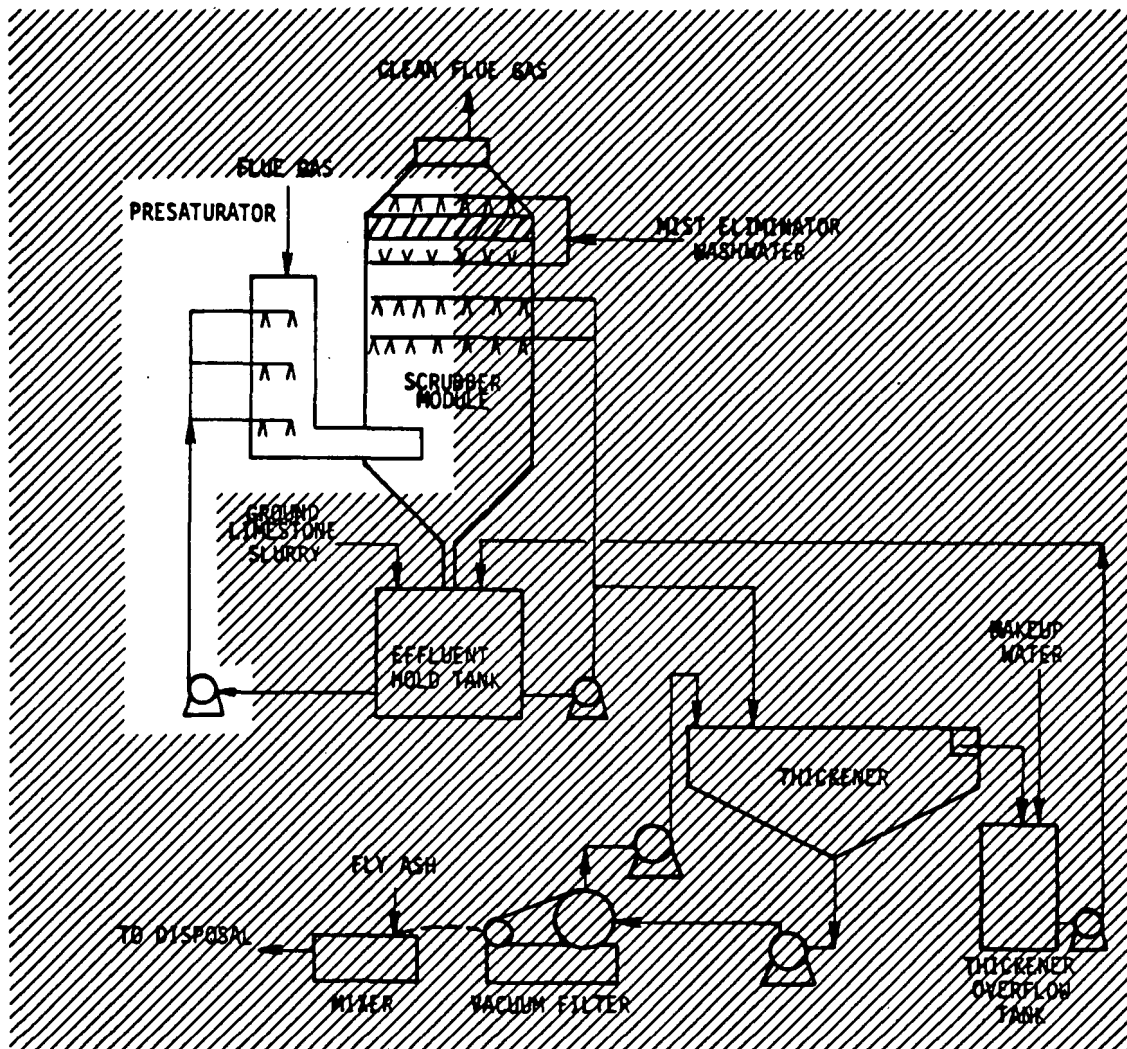 CLEAN FLUE GAS
FLUE GAS
PRESATURATOR
MIST ELIMINATOR
WASHWATER
SCRUBBER
MODULE
GROUND
LIMESTONE
SLURRY
EFFLUENT
HOLD TANK
MAKEUP
WATER
THICKENER
FLY ASH
TO DISPOSAL
MIXER
VACUUM FILTER
THICKENER
OVERFLOW
TANK